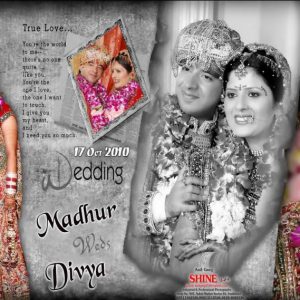 True Love...
You're the world
to me--
there's no one
quite
like you,
You're the
one I love,
the one I want
to touch,
I give you
my heart,
and
I need you so much.
17 Oct 2010
Wedding
Madhur
Weds
Divya
SHINE